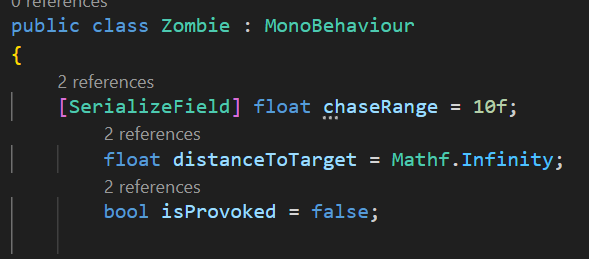 0 references
public class Zombie : MonoBehaviour
{
2 references
[SerializeField] float chaseRange = 10f;
2 references
float distanceToTarget = Mathf.Infinity;
2 references
bool isProvoked = false;